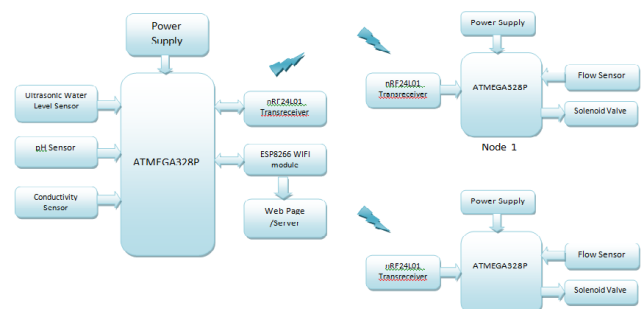 Power
Supply
Ultrasonic Water
Level Sensor
pH Sensor
Conductivity
Sensor
ATMEGA328P
nRF24L01
Transreceiver
ESP8266 WIFI
module
Web Page
/Server
Power Supply
nRF24L01
Transreceiver
ATMEGA328P
Flow Sensor
Solenoid Valve
Node 1
Power Supply
nRF24L01
Transreceiver
ATMEGA328P
Flow Sensor
Solenoid Valve